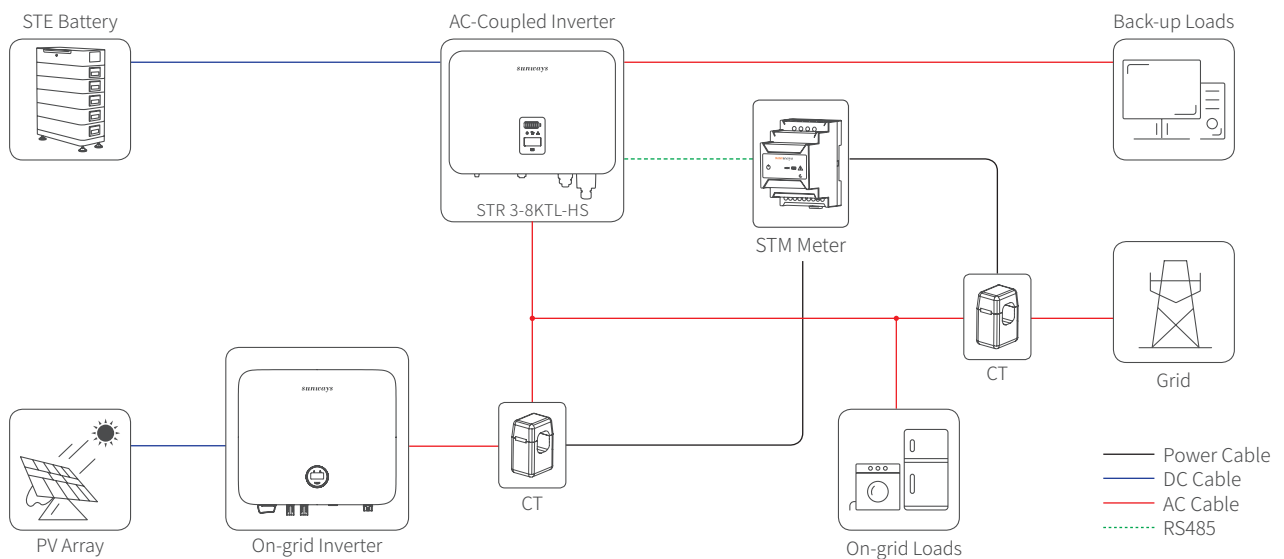 STE Battery
AC-Coupled Inverter
Back-up Loads
sunways
STR 3-8KTL-HS
STM Meter
sunways
CT
Grid
CT
PV Array
On-grid Inverter
On-grid Loads
Power Cable
DC Cable
AC Cable
RS485